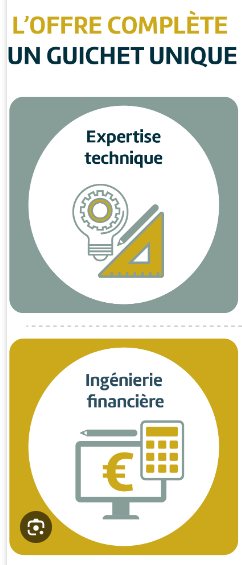 L'OFFRE COMPLÈTE
UN GUICHET UNIQUE
Expertise
technique
Ingénierie
financière
€